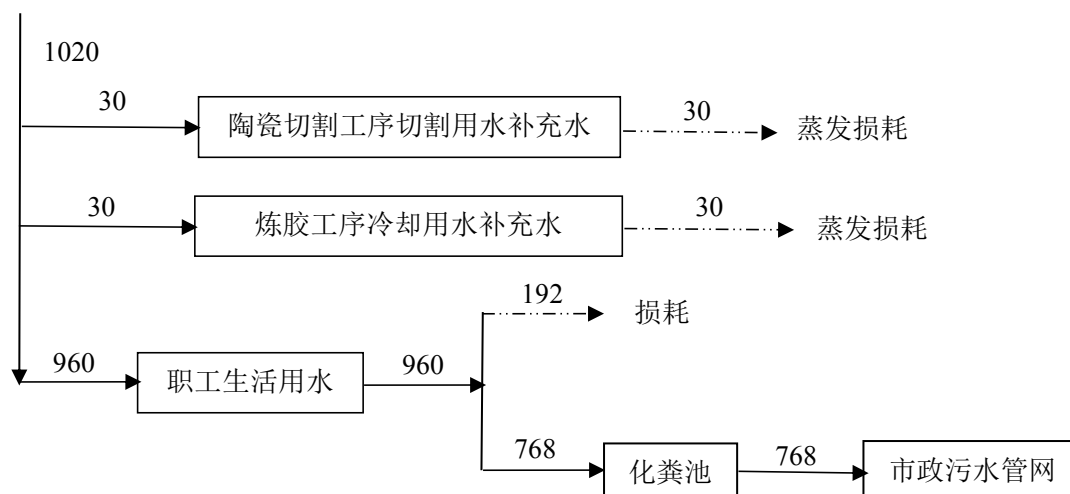 1020
30
陶瓷切割工序切割用水补充水
30
蒸发损耗
30
炼胶工序冷却用水补充水
30
蒸发损耗
192
损耗
960
职工生活用水
960
768
化粪池
768
市政污水管网